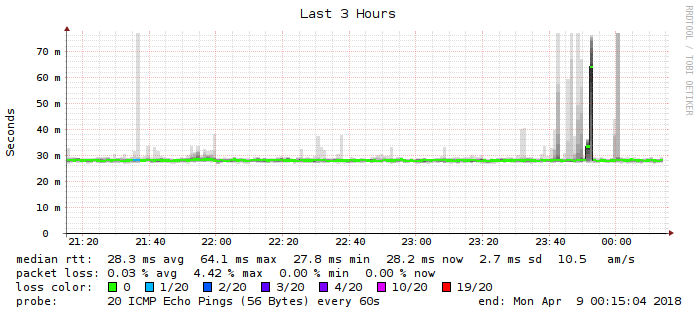 Last 3 Hours
RRDTOOL / TOBI OETIKER
Seconds
70 m
60 m
50 m
40 m
30 m
20 m
10 m
0
21:20 21:40 22:00 22:20 22:40 23:00 23:20 23:40 00:00
median rtt: 28.3 ms avg 64.1 ms max 27.8 ms min 28.2 ms now 2.7 ms sd 10.5 am/s
packet loss: 0.03 % avg 4.42 % max 0.00 % min 0.00 % now
loss color: 0 1/20 2/20 3/20 4/20 10/20 19/20
probe: 20 ICMP Echo Pings (56 Bytes) every 60s end: Mon Apr 9 00:15:04 2018